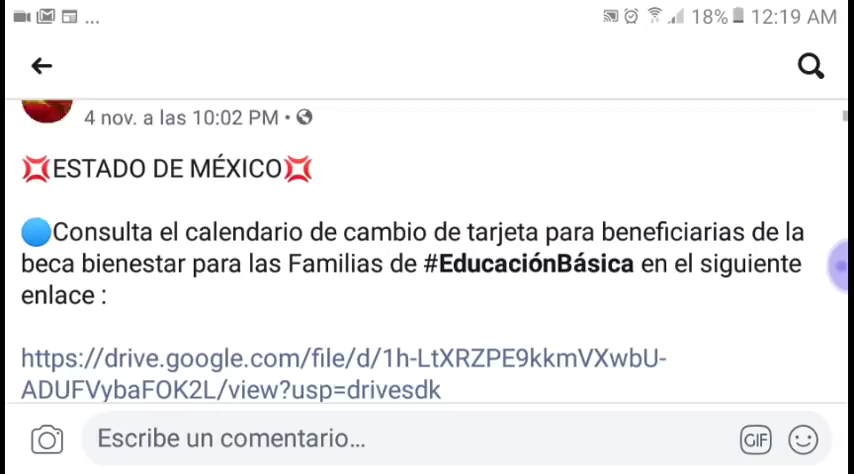 ... 18% 12:19 AM
4 nov. a las 10:02 PM •
ESTADO DE MÉXICO
Consulta el calendario de cambio de tarjeta para beneficiarias de la
beca bienestar para las Familias de #EducaciónBásica en el siguiente
enlace :
https://drive.google.com/file/d/1h-LtXRZPE9kkmVXwbU-
ADUFVybaFOK2L/view?usp=drivesdk
Escribe un comentario... GIF